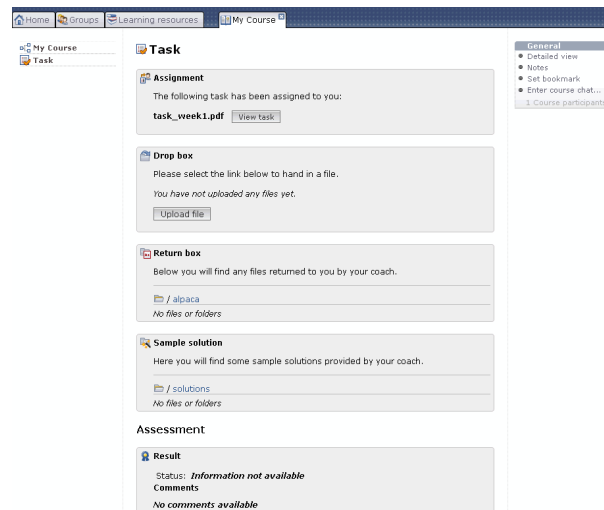 Home Groups Learning resources My Course
My Course
Task
Task
Assignment
The following task has been assigned to you:
task_week1.pdf View task
Drop box
Please select the link below to hand in a file.
You have not uploaded any files yet.
Upload file
Return box
Below you will find any files returned to you by your coach.
/ alpaca
No files or folders
Sample solution
Here you will find some sample solutions provided by your coach.
/ solutions
No files or folders
Assessment
Result
Status: Information not available
Comments
No comments available
General
Detailed view
Notes
Set bookmark
Enter course chat...
1 Course participants